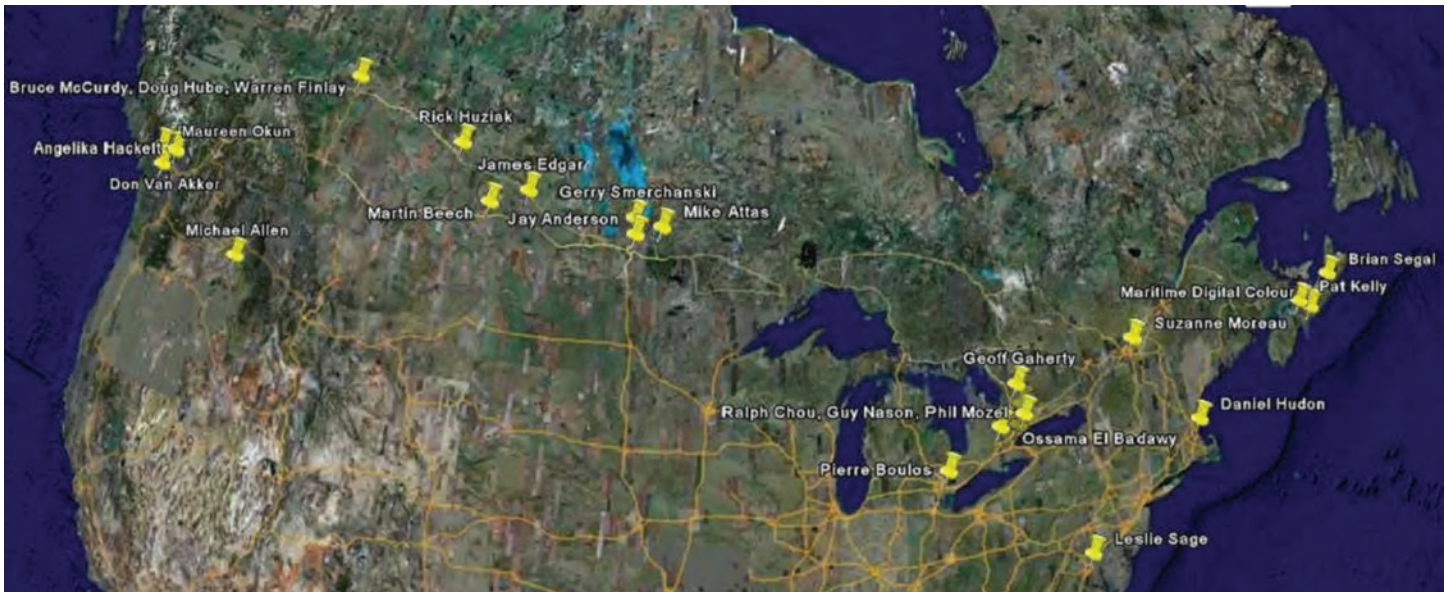 Bruce McCurdy, Doug Hube, Warren Finlay
Rick Huziak
Maureen Okun
Angelika Hackett
James Edgar
Don Van Akker
Gerry Smerchanski
Martin Beech
Jay Anderson
Mike Attas
Michael Allen
Brian Segal
Pat Kelly
Maritime Digital Colour
Suzanne Moreau
Geoff Gaherty
Daniel Hudon
Ralph Chou, Guy Nason, Phil Mozel
Ossama El Badawy
Pierre Boulos
Leslie Sage